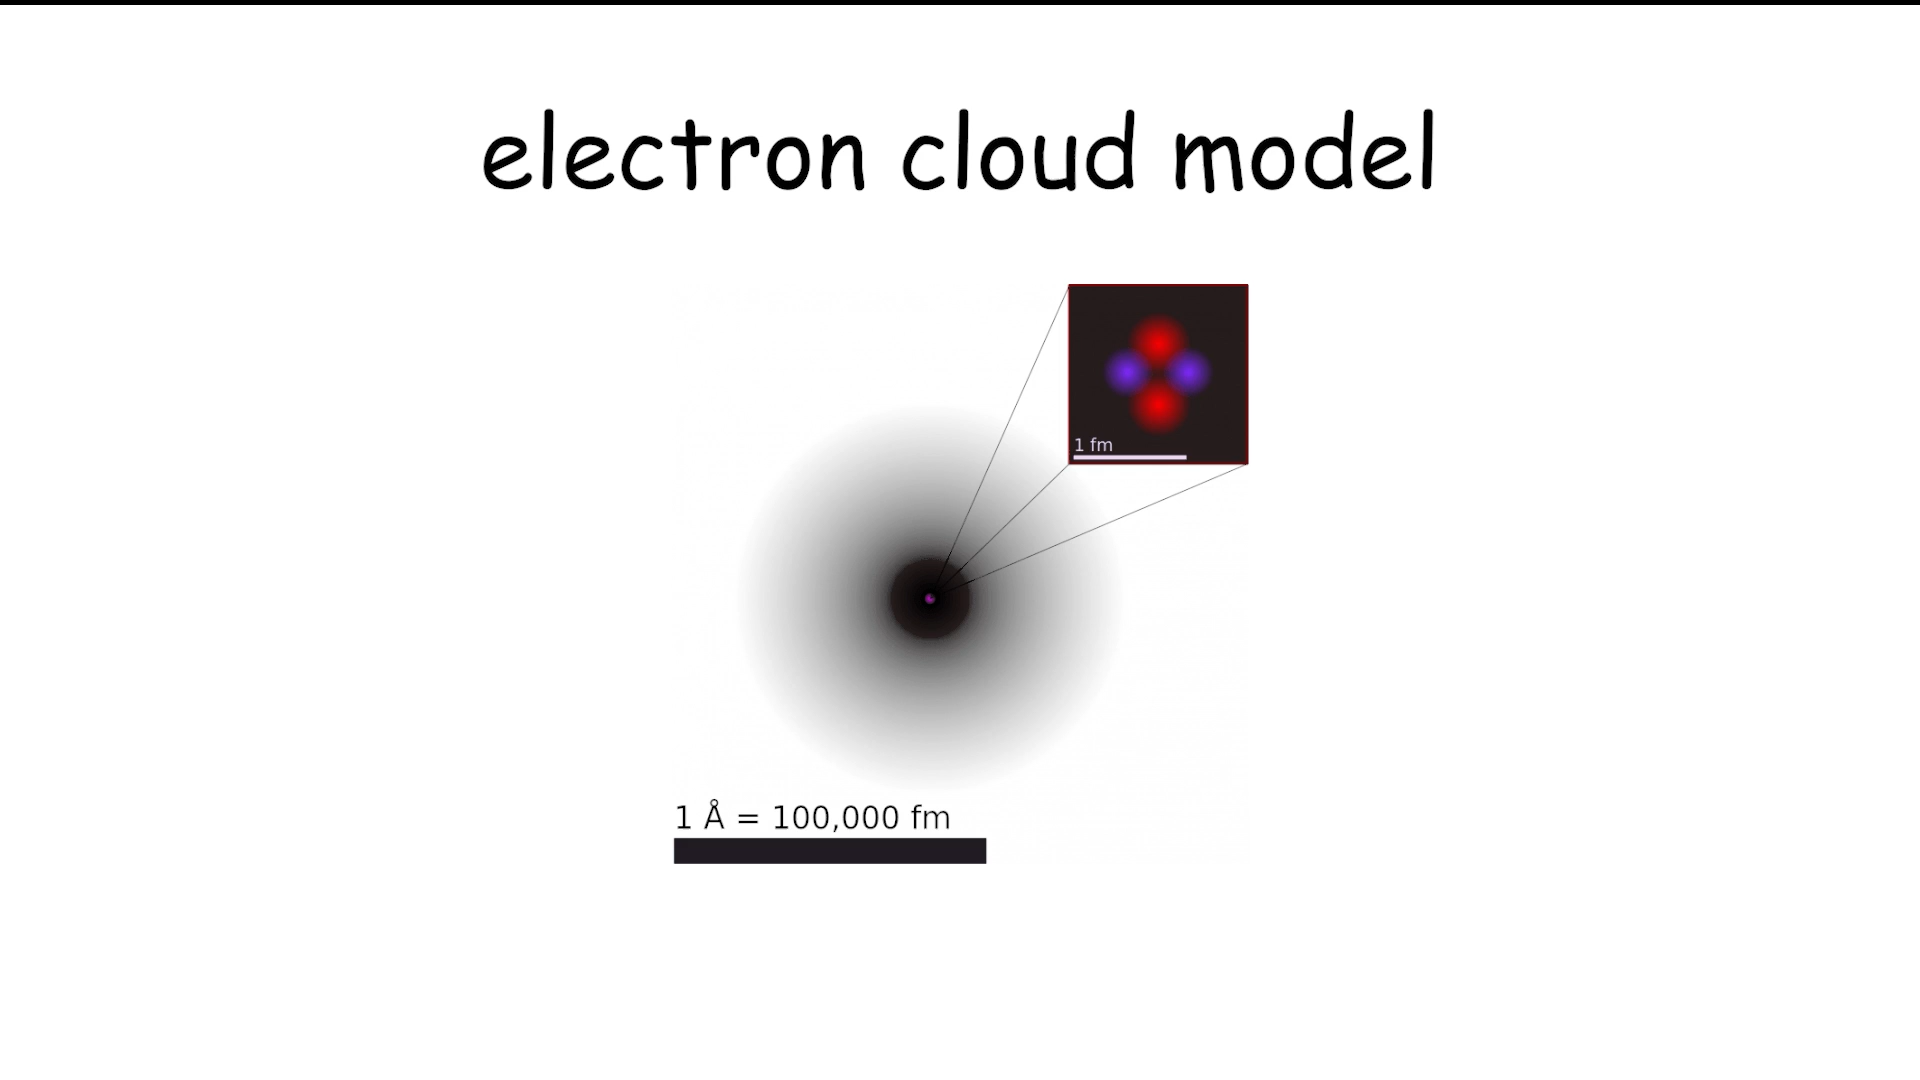 electron cloud model
1 fm
1 Å = 100,000 fm